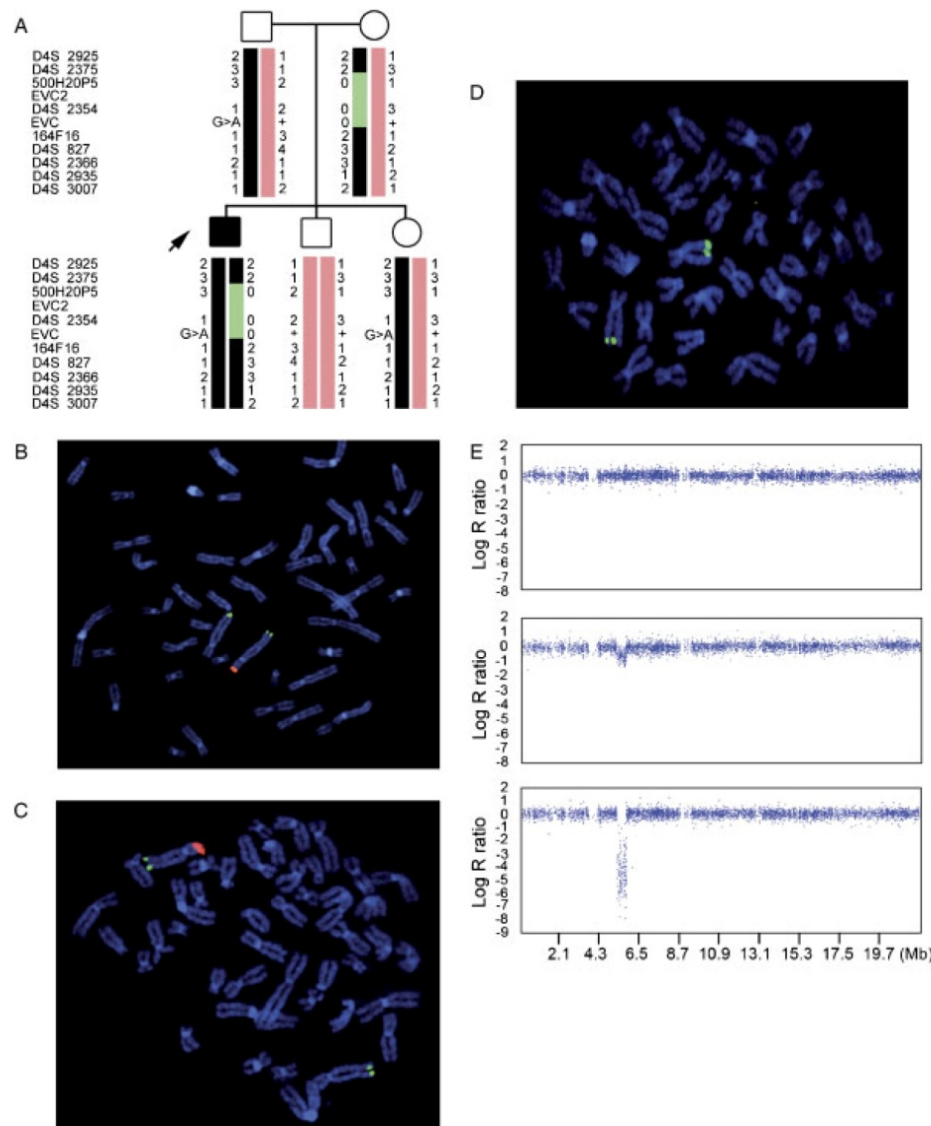 A
D4S 2925 2 1 2 1
D4S 2375 3 1 2 3
500H20P5 3 2 0 1
EVC2
D4S 2354 1 2 0 3
EVC G>A + 0 +
164F16 1 3 2 1
D4S 827 1 4 3 2
D4S 2366 2 1 3 1
D4S 2935 1 1 1 2
D4S 3007 1 2 2 1
D4S 2925 2 2 1 1 2 1
D4S 2375 3 2 1 3 3 3
500H20P5 3 0 2 1 3 1
EVC2
D4S 2354 1 0 2 3 1 3
EVC G>A 0 + + G>A +
164F16 1 2 3 1 1 1
D4S 827 1 3 4 2 1 2
D4S 2366 2 3 1 1 2 1
D4S 2935 1 1 1 2 1 2
D4S 3007 1 2 2 1 1 1
B
C
D
E
Log R ratio
2
1
0
-1
-2
-3
-4
-5
-6
-7
-8
Log R ratio
2
1
0
-1
-2
-3
-4
-5
-6
-7
-8
Log R ratio
2
1
0
-1
-2
-3
-4
-5
-6
-7
-8
-9
2.1 4.3 6.5 8.7 10.9 13.1 15.3 17.5 19.7 (Mb)